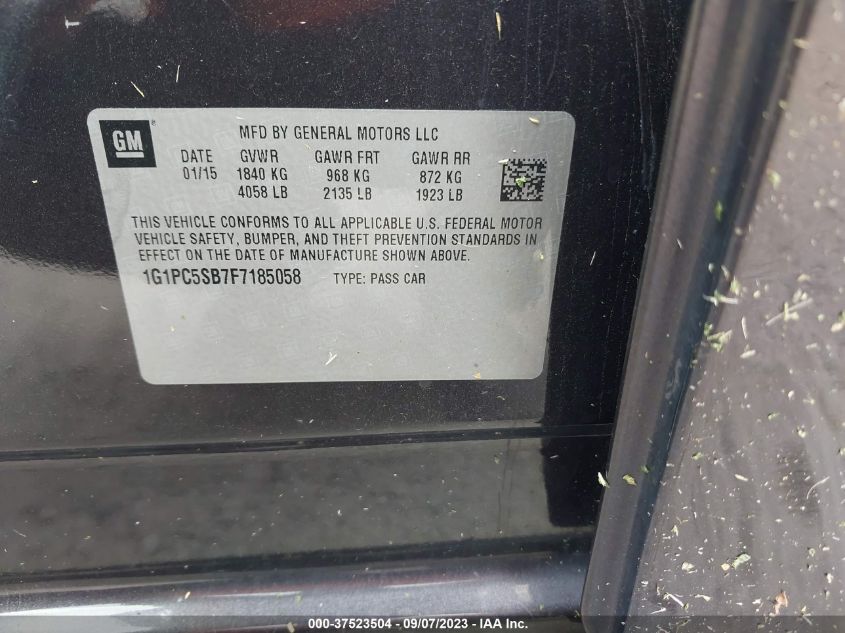 GM
MFD BY GENERAL MOTORS LLC
DATE GVWR GAWR FRT GAWR RR
01/15 1840 KG 968 KG 872 KG
4058 LB 2135 LB 1923 LB
THIS VEHICLE CONFORMS TO ALL APPLICABLE U.S. FEDERAL MOTOR
VEHICLE SAFETY, BUMPER, AND THEFT PREVENTION STANDARDS IN
EFFECT ON THE DATE OF MANUFACTURE SHOWN ABOVE.
1G1PC5SB7F7185058 TYPE: PASS CAR
000-37523504 - 09/07/2023 - IAA Inc.